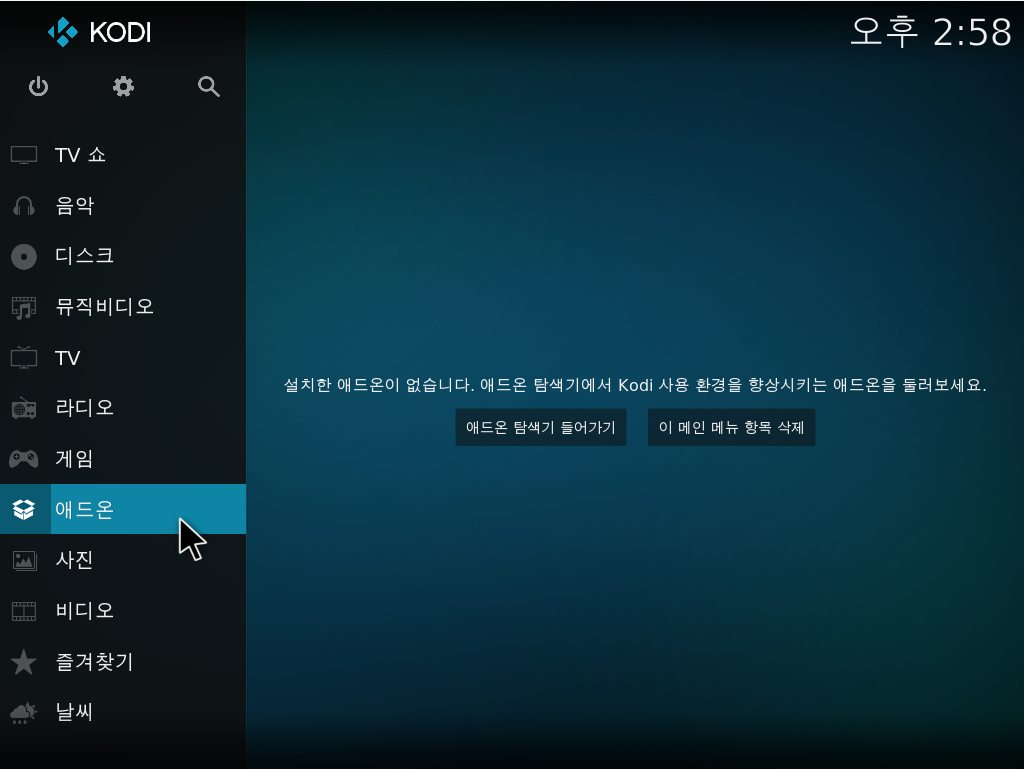 KODI
오후 2:58
TV 쇼
음악
디스크
뮤직비디오
TV
라디오
게임
애드온
사진
비디오
즐겨찾기
날씨
설치한 애드온이 없습니다. 애드온 탐색기에서 Kodi 사용 환경을 향상시키는 애드온을 둘러보세요.
애드온 탐색기 들어가기
이 메인 메뉴 항목 삭제